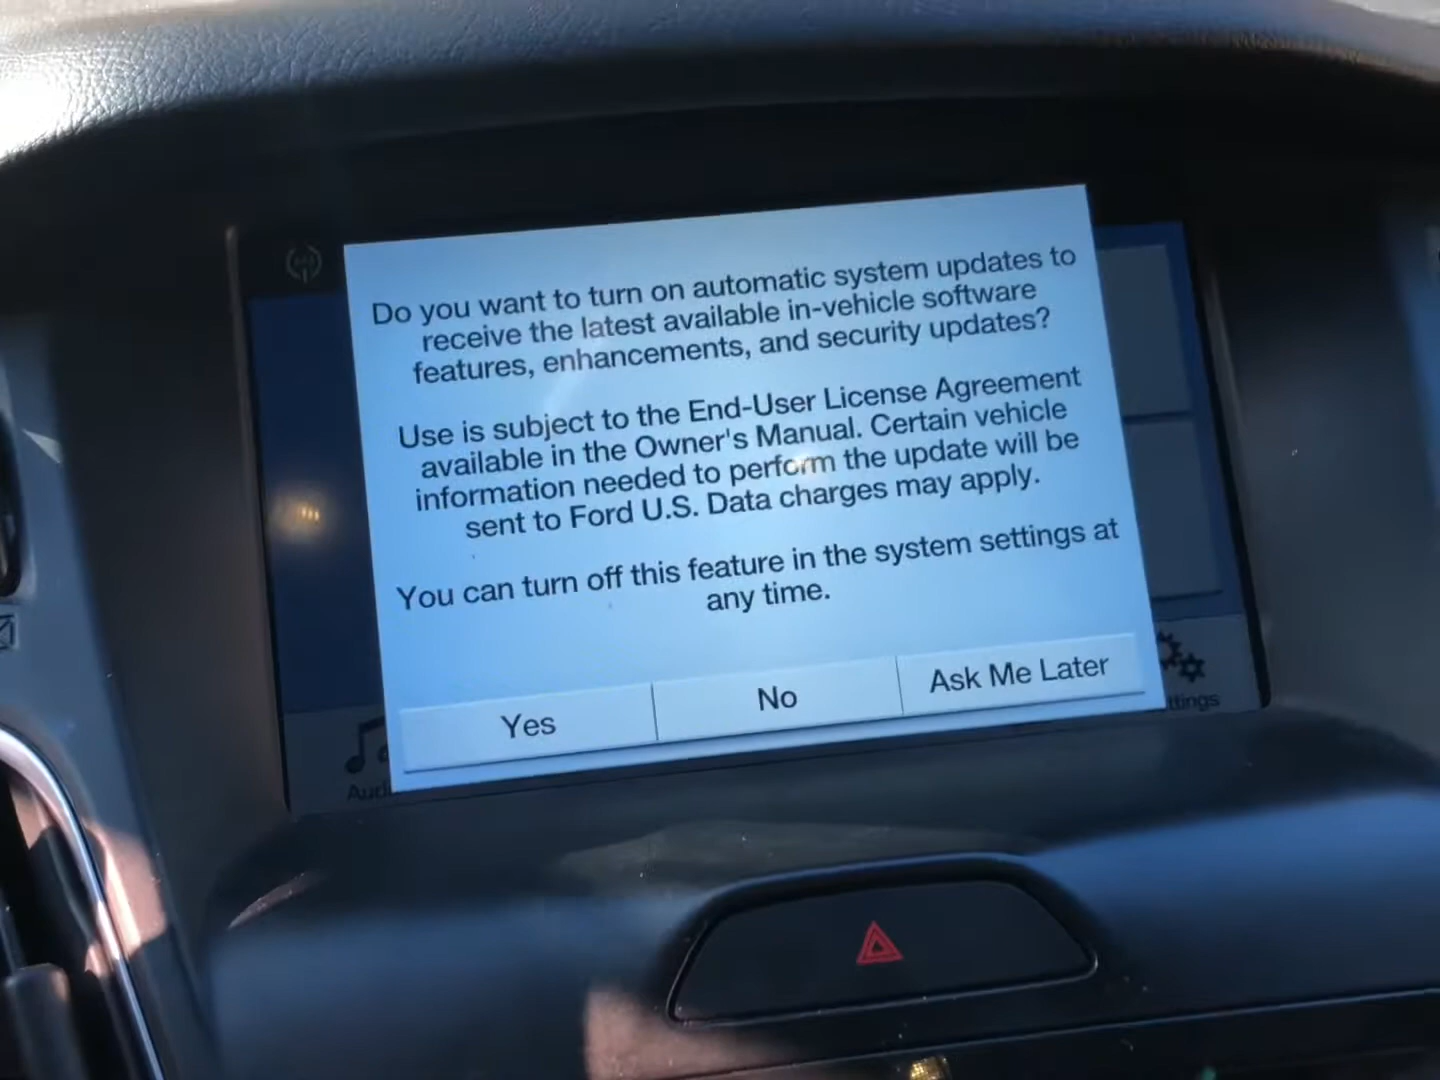 Do you want to turn on automatic system updates to
receive the latest available in-vehicle software
features, enhancements, and security updates?
Use is subject to the End-User License Agreement
available in the Owner's Manual. Certain vehicle
information needed to perform the update will be
sent to Ford U.S. Data charges may apply.
You can turn off this feature in the system settings at
any time.
Yes
No
Ask Me Later